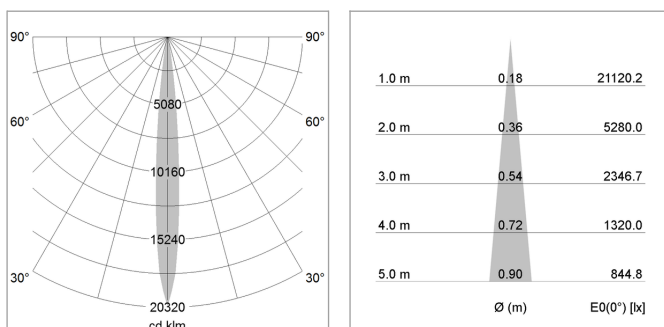 90° 90°
5080
60° 60°
10160
15240
30° 30°
20320
cd klm
1.0 m 0.18 21120.2
2.0 m 0.36 5280.0
3.0 m 0.54 2346.7
4.0 m 0.72 1320.0
5.0 m 0.90 844.8
Ø (m) E0(0°) [lx]